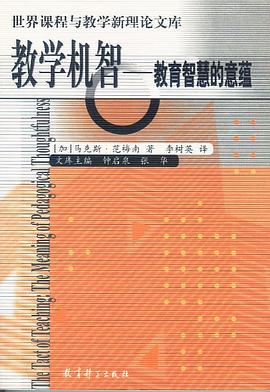 世界课程与教学新理论文库
教学机智
——教育智慧的意蕴
[加]马克斯·范梅南 著 李树英 译
文库主编 钟启泉 张 华
The Tact of Teaching: The Meaning of Pedagogical Thoughtfulness
教育科学出版社